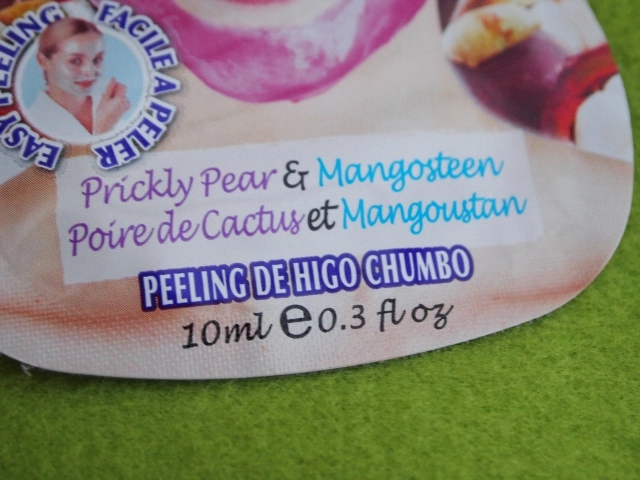 EASY PEELING
FACILE A PELER
Prickly Pear & Mangosteen
Poire de Cactus et Mangoustan
PEELING DE HIGO CHUMBO
10ml e 0.3 fl oz